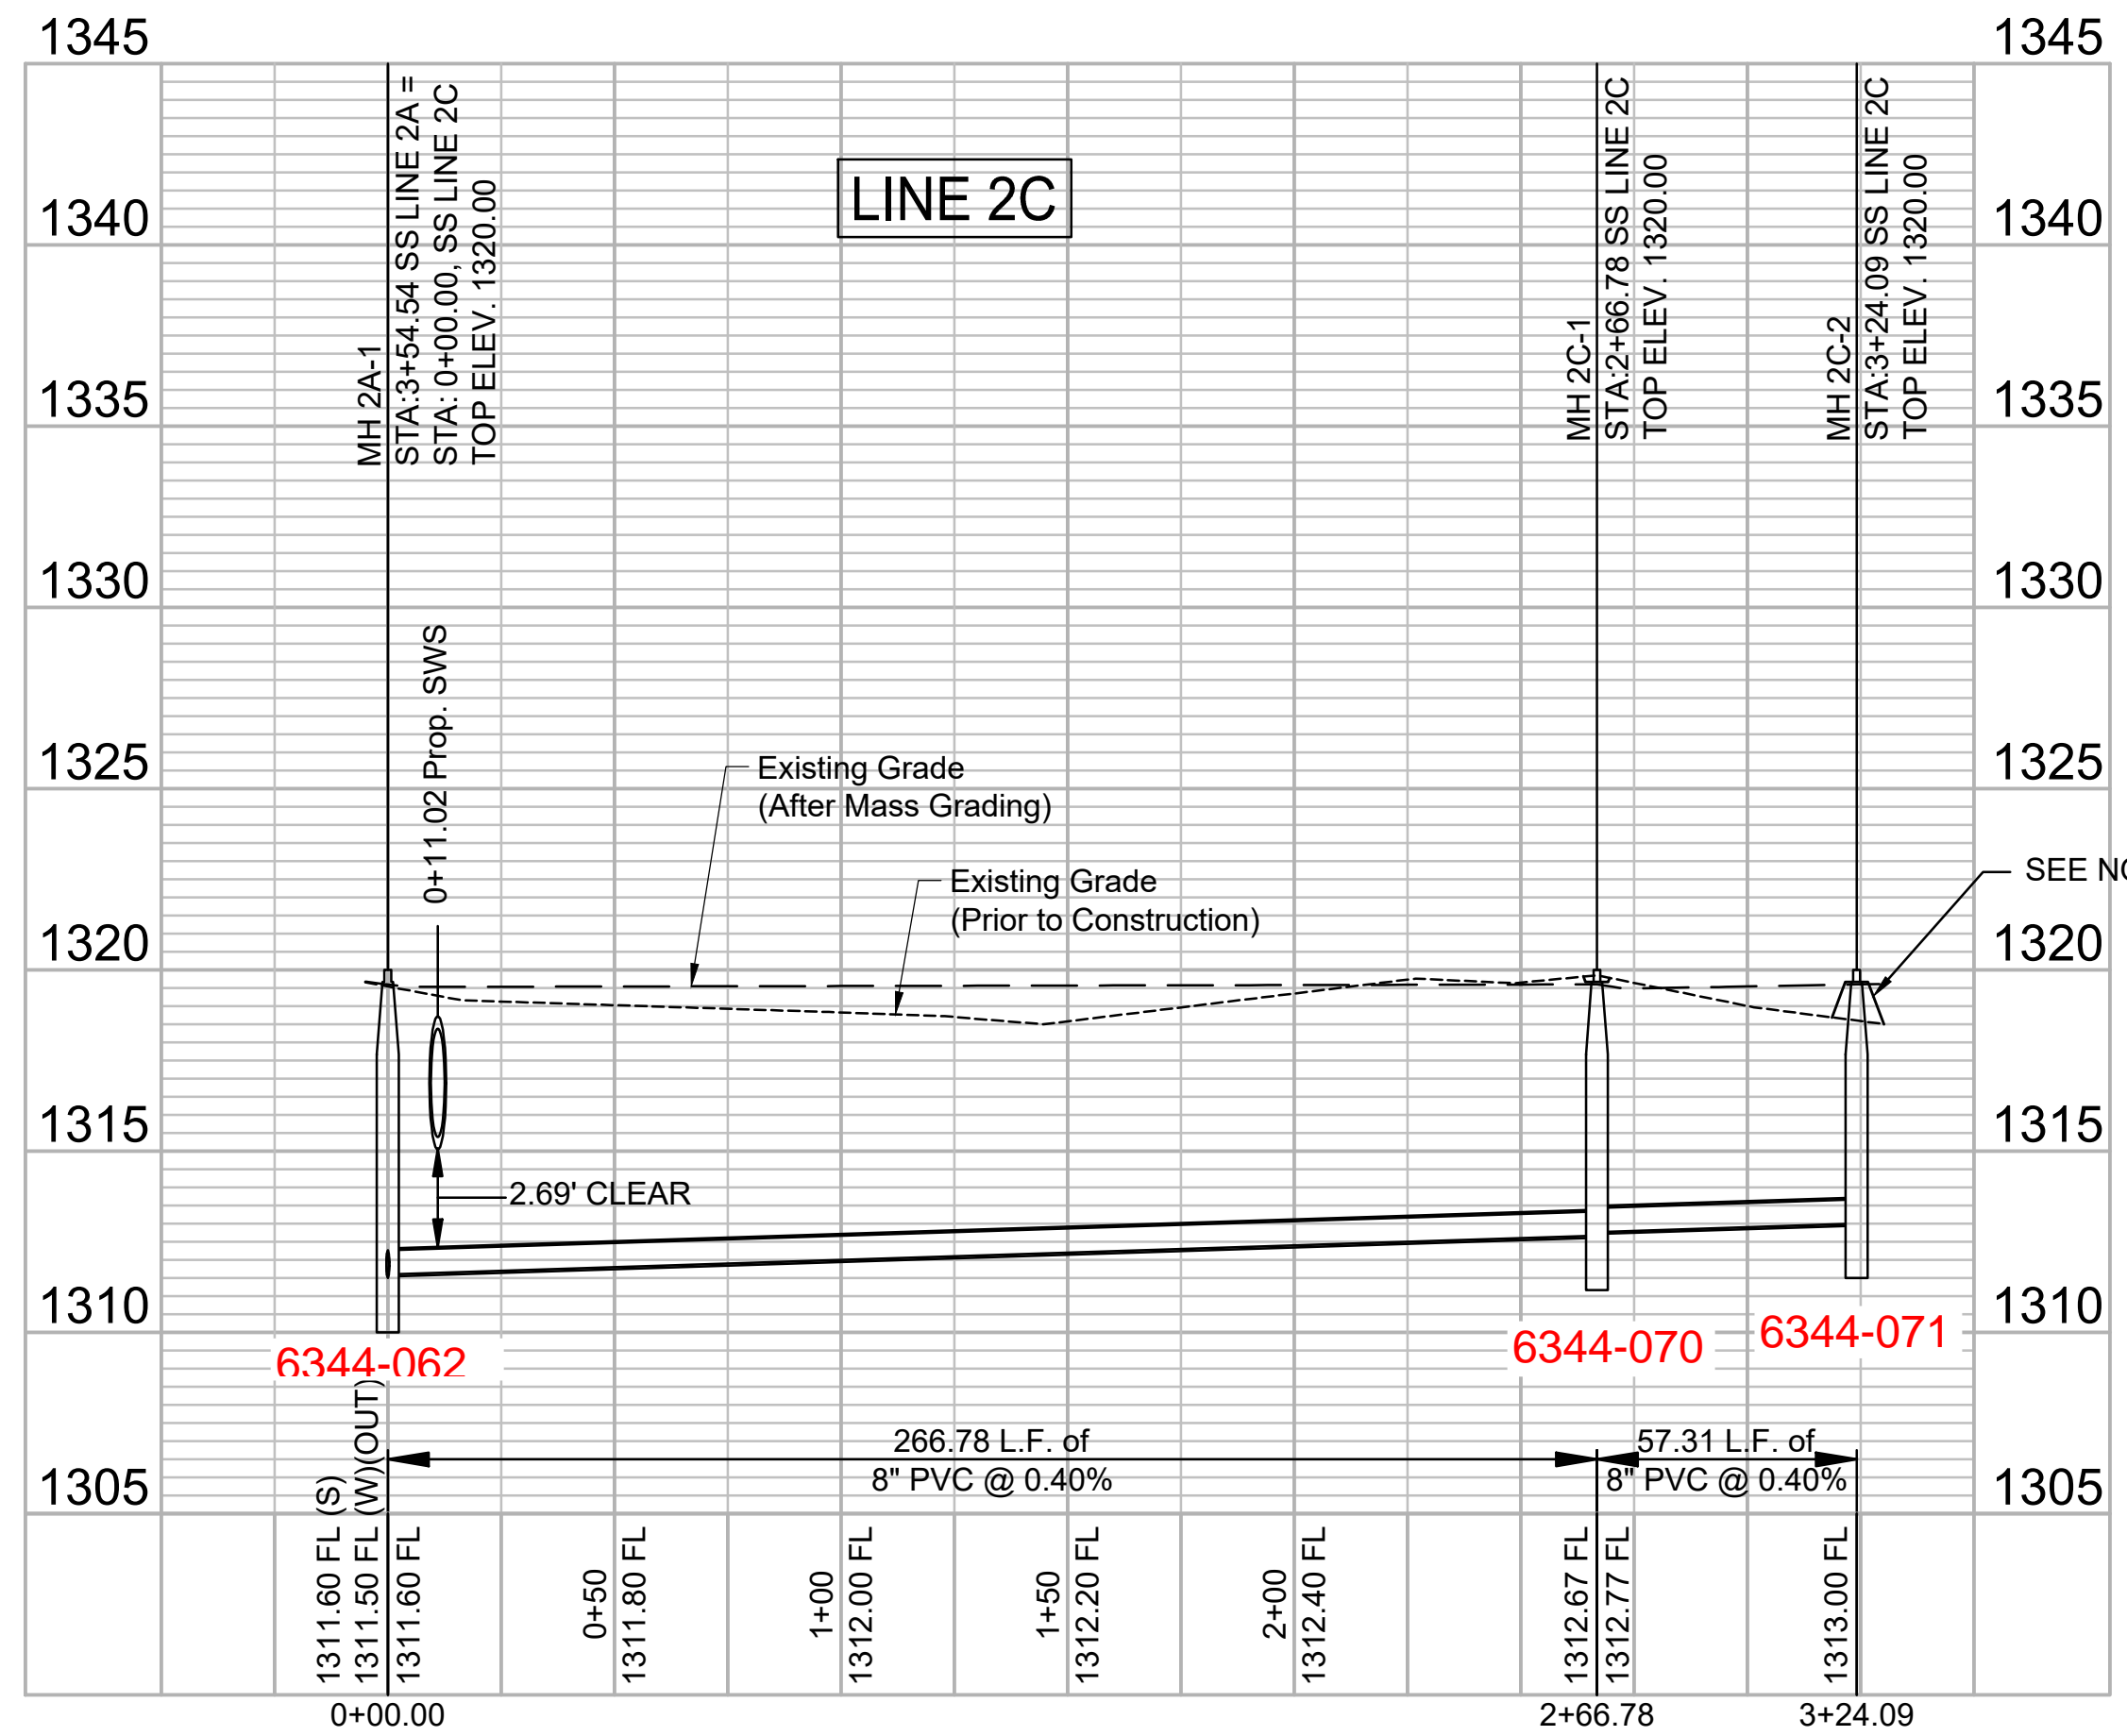 1345
1345
1340
1340
1335
1335
1330
1330
1325
1325
1320
1320
1315
1315
1310
1310
1305
1305
LINE 2C
MH 2A-1
STA:3+54.54 SS LINE 2A =
STA: 0+00.00, SS LINE 2C
TOP ELEV. 1320.00
MH 2C-1
STA:2+66.78 SS LINE 2C
TOP ELEV. 1320.00
MH 2C-2
STA:3+24.09 SS LINE 2C
TOP ELEV. 1320.00
0+11.02 Prop. SWS
Existing Grade
(After Mass Grading)
Existing Grade
(Prior to Construction)
SEE
2.69' CLEAR
6344-062
6344-070
6344-071
266.78 L.F. of
8" PVC @ 0.40%
57.31 L.F. of
8" PVC @ 0.40%
1311.60 FL (S)
1311.50 FL (W)(OUT)
1311.60 FL
0+50
1311.80 FL
1+00
1312.00 FL
1+50
1312.20 FL
2+00
1312.40 FL
1312.67 FL
1312.77 FL
1313.00 FL
0+00.00
2+66.78
3+24.09